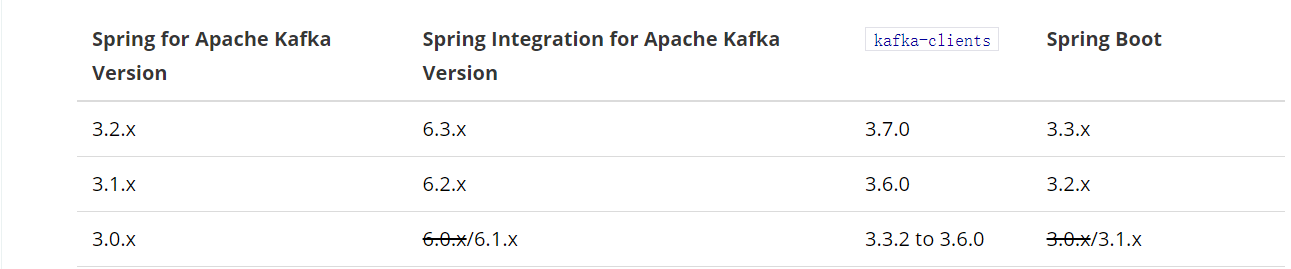 Spring for Apache Kafka Version
Spring Integration for Apache Kafka Version
kafka-clients
Spring Boot
3.2.x
6.3.x
3.7.0
3.3.x
3.1.x
6.2.x
3.6.0
3.2.x
3.0.x
6.0.x/6.1.x
3.3.2 to 3.6.0
3.0.x/3.1.x